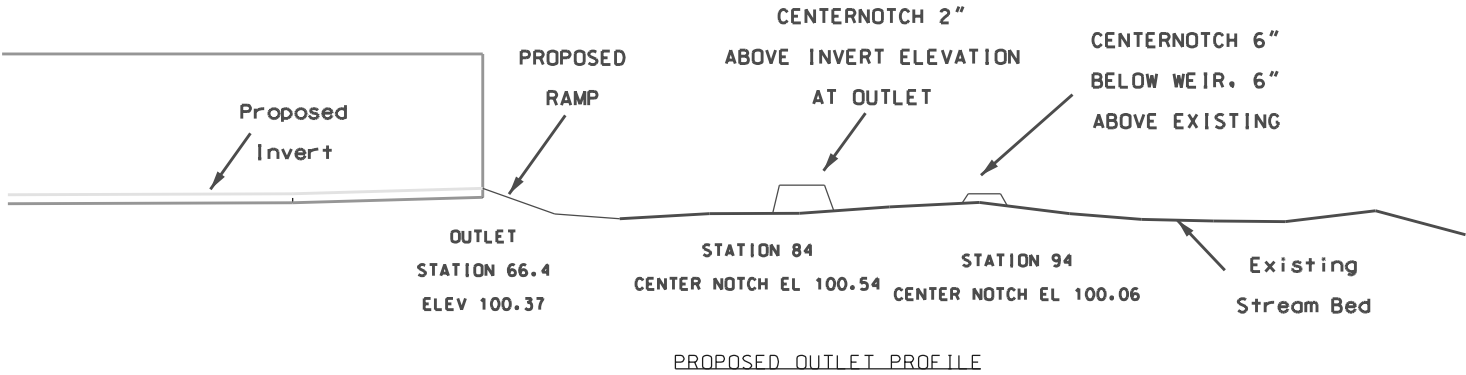 CENTERNOTCH 2"
ABOVE INVERT ELEVATION
AT OUTLET
CENTERNOTCH 6"
BELOW WEIR. 6"
ABOVE EXISTING
PROPOSED
RAMP
Proposed
Invert
OUTLET
STATION 66.4
ELEV 100.37
STATION 84
CENTER NOTCH EL 100.54
STATION 94
CENTER NOTCH EL 100.06
Existing
Stream Bed
PROPOSED OUTLET PROFILE